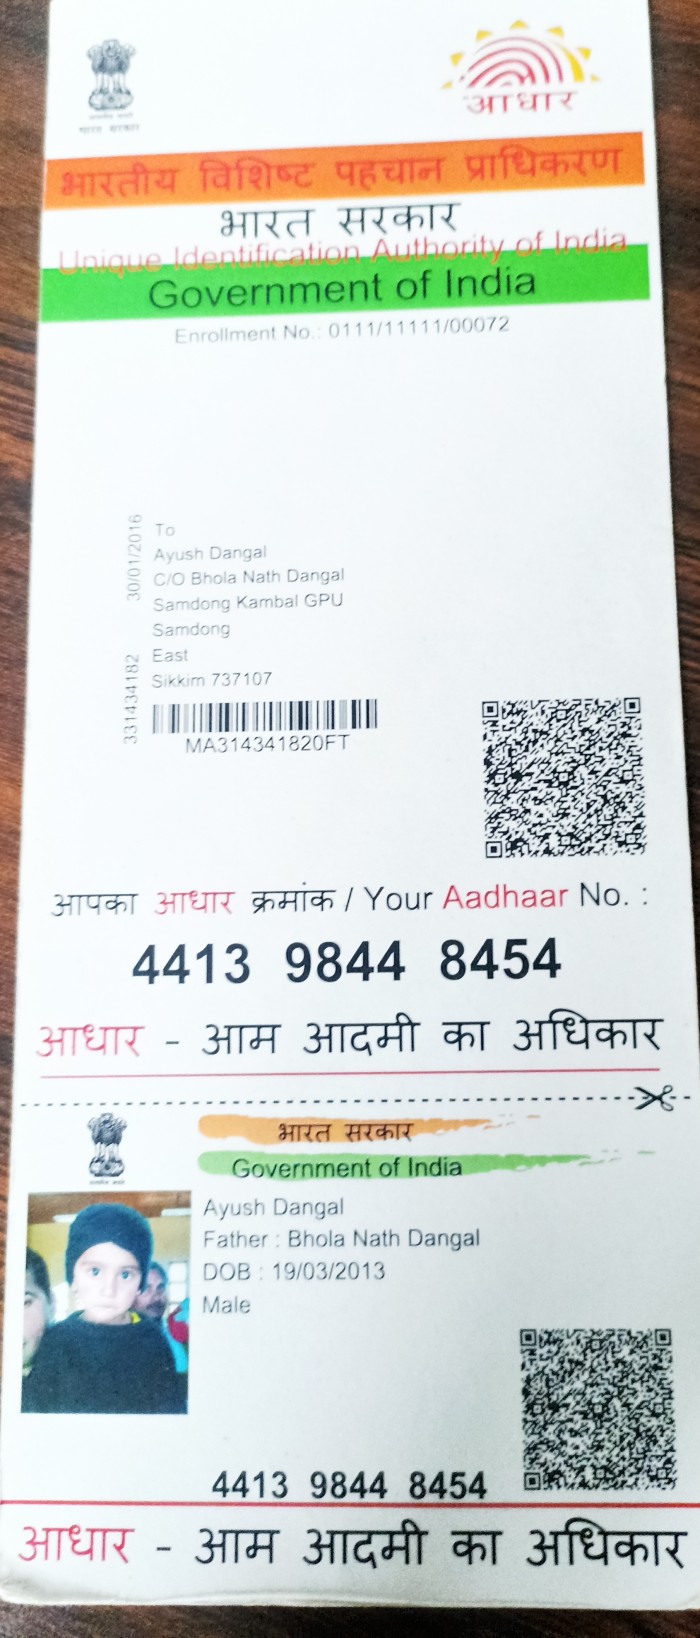 भारत सरकार
आधार
भारतीय विशिष्ट पहचान प्राधिकरण
भारत सरकार
Unique Identification Authority of India
Government of India
Enrollment No.: 0111/11111/00072
331434182 30/01/2016
To
Ayush Dangal
C/O Bhola Nath Dangal
Samdong Kambal GPU
Samdong
East
Sikkim 737107
MA314341820FT
आपका आधार क्रमांक / Your Aadhaar No. :
4413 9844 8454
आधार - आम आदमी का अधिकार
भारत सरकार
Government of India
Ayush Dangal
Father : Bhola Nath Dangal
DOB : 19/03/2013
Male
4413 9844 8454
आधार - आम आदमी का अधिकार